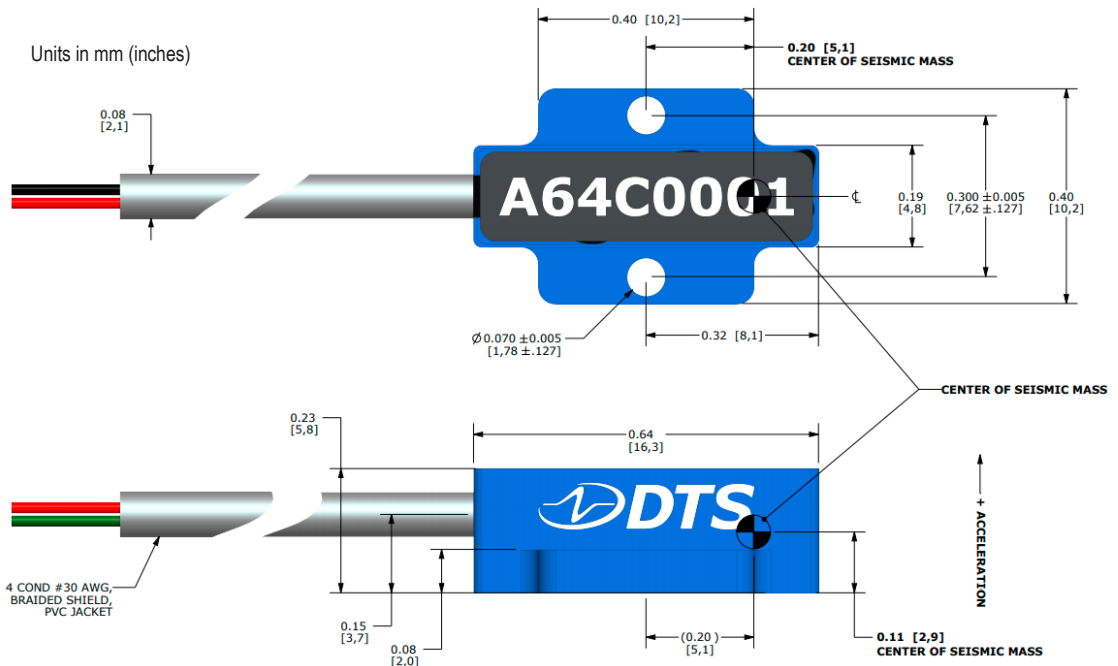 0.40 [10,2]
Units in mm (inches)
0.20 [5,1]
CENTER OF SEISMIC MASS
0.08
[2,1]
A64C0001
℄
0.19
[4,8]
0.300 ±0.005
[7,62 ±.127]
0.40
[10,2]
Ø 0.070 ±0.005
[1,78 ±.127]
0.32 [8,1]
CENTER OF SEISMIC MASS
0.23
[5,8]
0.64
[16,3]
DTS
+ ACCELERATION
4 COND #30 AWG,
BRAIDED SHIELD,
PVC JACKET
0.15
[3,7]
0.08
[2,0]
(0.20)
[5,1]
0.11 [2,9]
CENTER OF SEISMIC MASS